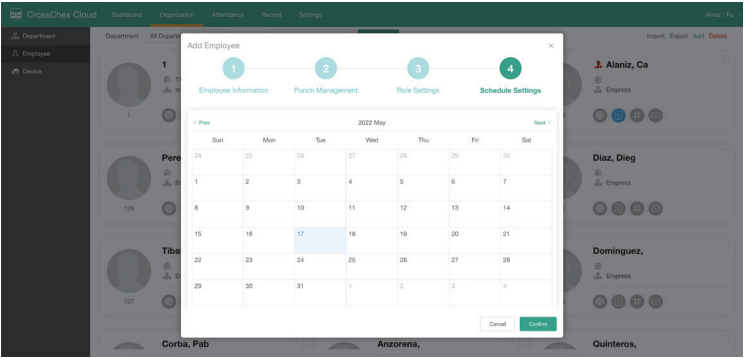 CrossChex Cloud Dashboard Organization Attendance Record Settings Anviz | Fu
Department Department All Import Export Add Delete
Employee
Device
Add Employee ×
1 2 3 4
Employee Information Punch Management Role Settings Schedule Settings
‹ Prev 2022 May Next ›
Sun Mon Tue Wed Thu Fri Sat
24 25 26 27 28 29 30
1 2 3 4 5 6 7
8 9 10 11 12 13 14
15 16 17 18 19 20 21
22 23 24 25 26 27 28
29 30 31 1 2 3 4
Cancel Confirm
1
1
Alaniz, Ca
Empresa
Pere
128
Diaz, Dieg
Empresa
Tiba
137
Dominguez,
Empresa
Corba, Pab Anzorena, Quinteros,